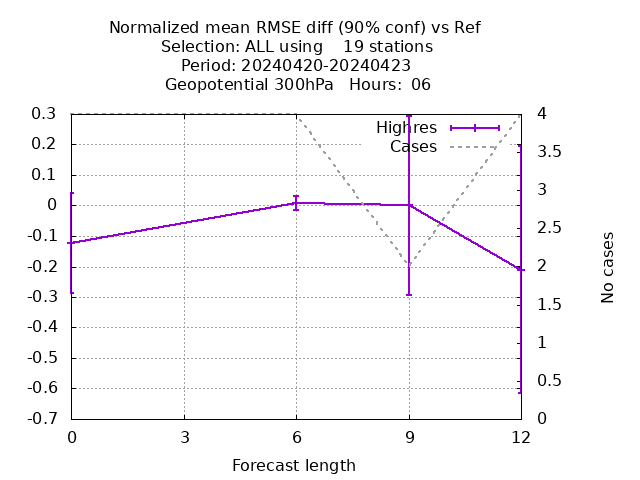 Normalized mean RMSE diff (90% conf) vs Ref
Selection: ALL using    19 stations
Period: 20240420-20240423
Geopotential 300hPa   Hours:  06
Highres
Cases
0.3
0.2
0.1
0
-0.1
-0.2
-0.3
-0.4
-0.5
-0.6
-0.7
4
3.5
3
2.5
2
1.5
1
0.5
0
No cases
0 3 6 9 12
Forecast length